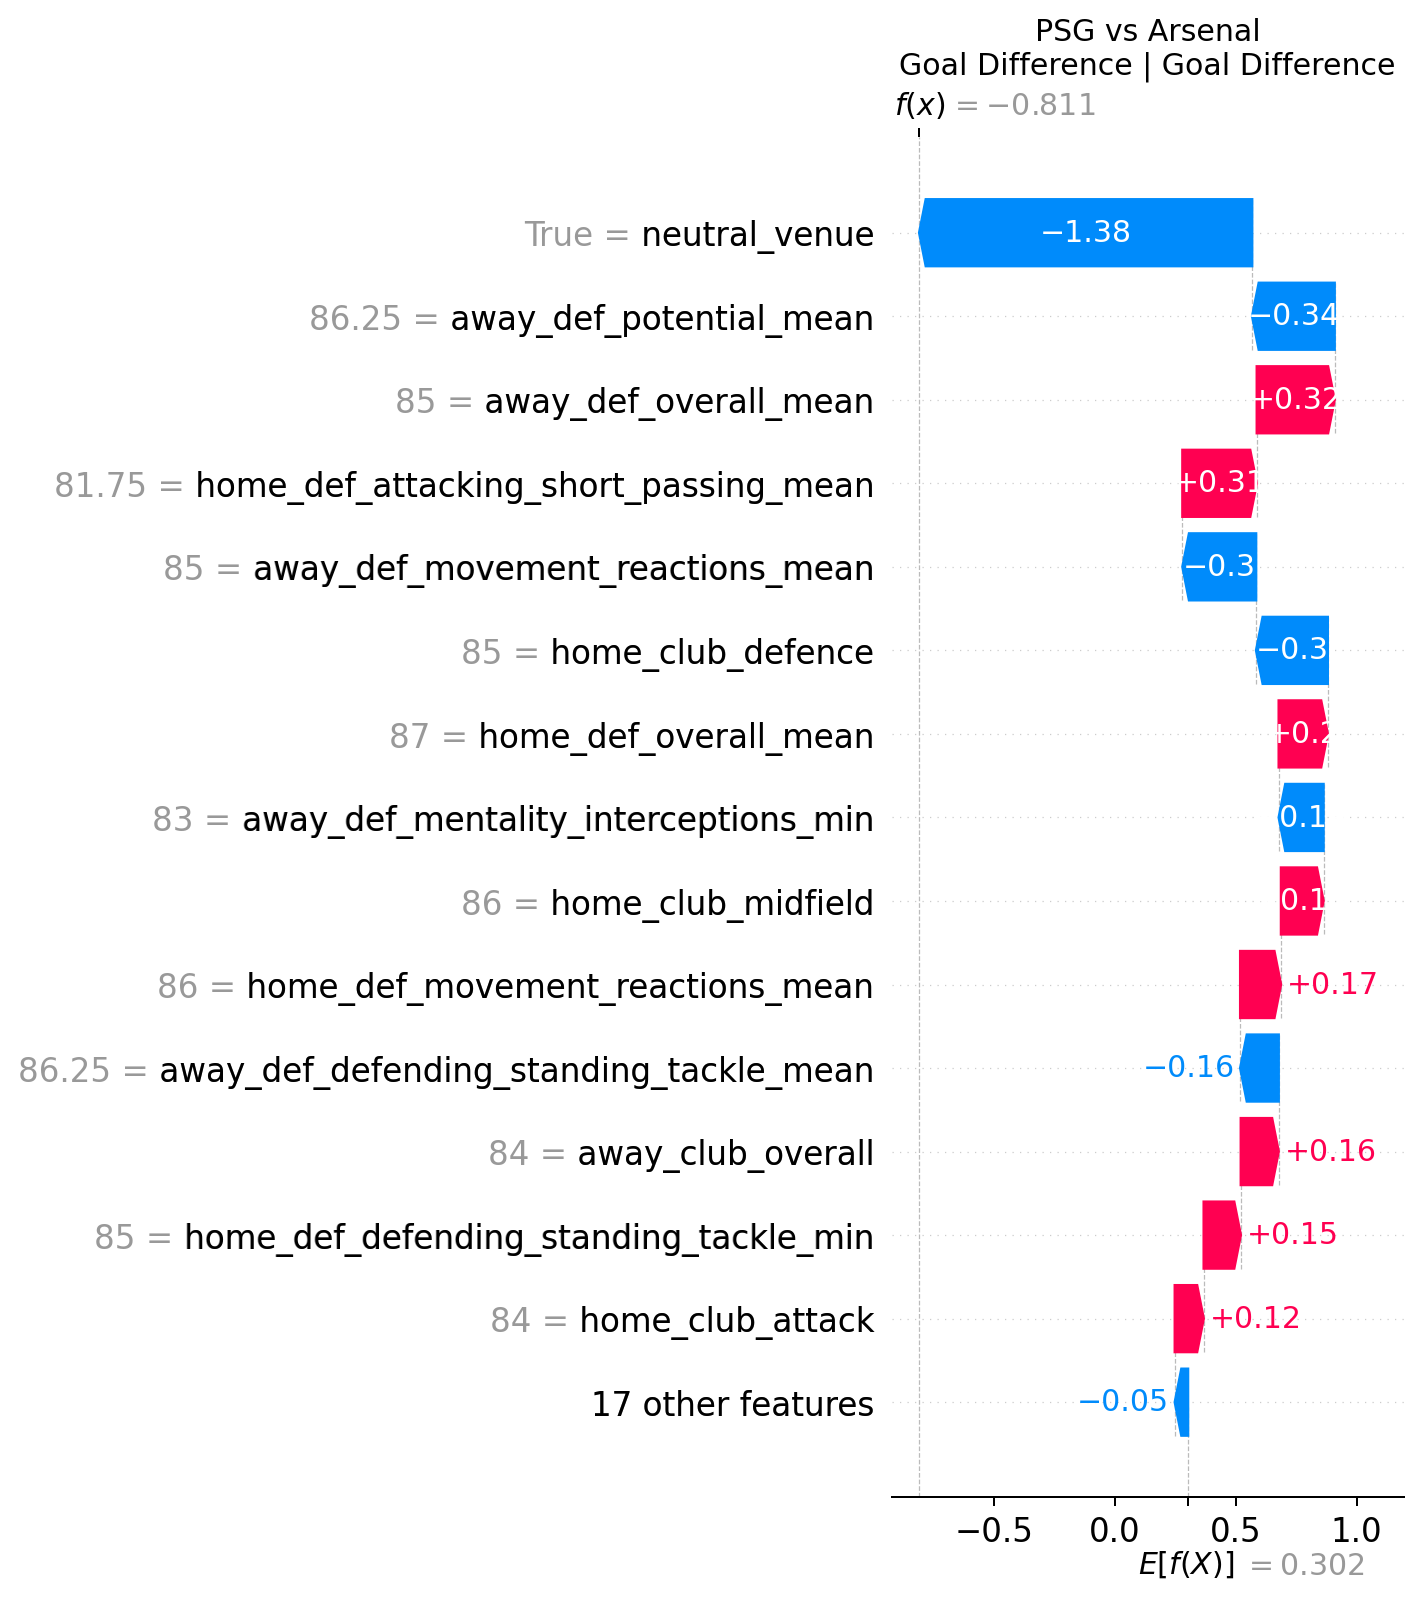 PSG vs Arsenal
Goal Difference | Goal Difference
f(x) = −0.811
True = neutral_venue −1.38
86.25 = away_def_potential_mean −0.34
85 = away_def_overall_mean +0.32
81.75 = home_def_attacking_short_passing_mean +0.31
85 = away_def_movement_reactions_mean −0.3
85 = home_club_defence −0.3
87 = home_def_overall_mean +0.2
83 = away_def_mentality_interceptions_min 0.1
86 = home_club_midfield 0.1
86 = home_def_movement_reactions_mean +0.17
86.25 = away_def_defending_standing_tackle_mean −0.16
84 = away_club_overall +0.16
85 = home_def_defending_standing_tackle_min +0.15
84 = home_club_attack +0.12
17 other features −0.05
−0.5 0.0 0.5 1.0
E[f(X)] = 0.302